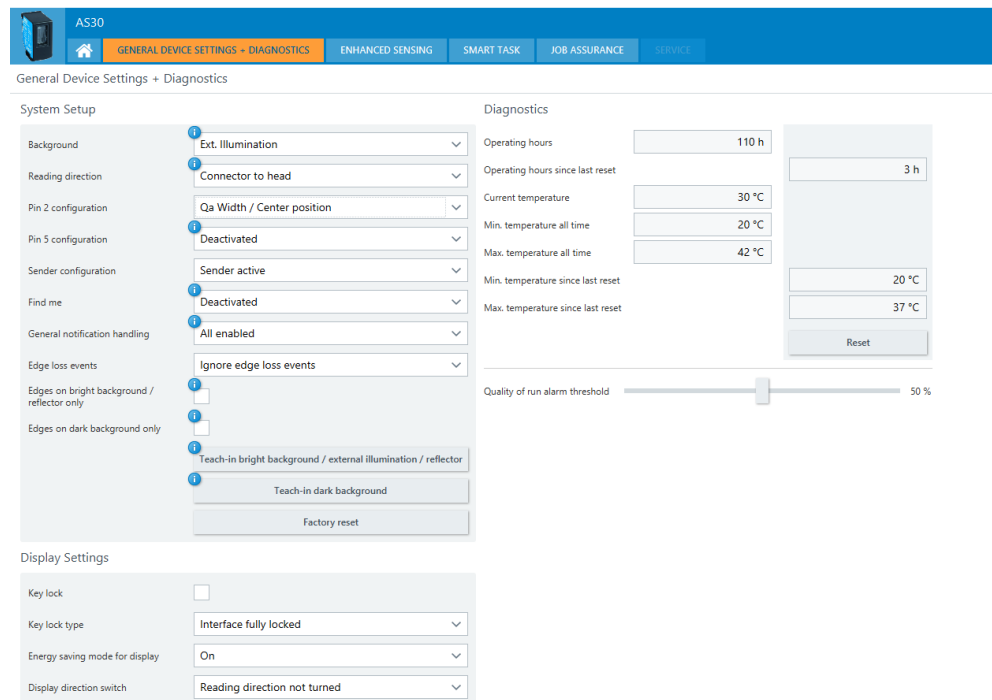 AS30
GENERAL DEVICE SETTINGS + DIAGNOSTICS
ENHANCED SENSING
SMART TASK
JOB ASSURANCE
SERVICE
General Device Settings + Diagnostics
System Setup
Background
Ext. Illumination
Reading direction
Connector to head
Pin 2 configuration
Qa Width / Center position
Pin 5 configuration
Deactivated
Sender configuration
Sender active
Find me
Deactivated
General notification handling
All enabled
Edge loss events
Ignore edge loss events
Edges on bright background /
reflector only
Edges on dark background only
Teach-in bright background / external illumination / reflector
Teach-in dark background
Factory reset
Diagnostics
Operating hours
110 h
Operating hours since last reset
3 h
Current temperature
30 °C
Min. temperature all time
20 °C
Max. temperature all time
42 °C
Min. temperature since last reset
20 °C
Max. temperature since last reset
37 °C
Reset
Quality of run alarm threshold
50 %
Display Settings
Key lock
Key lock type
Interface fully locked
Energy saving mode for display
On
Display direction switch
Reading direction not turned